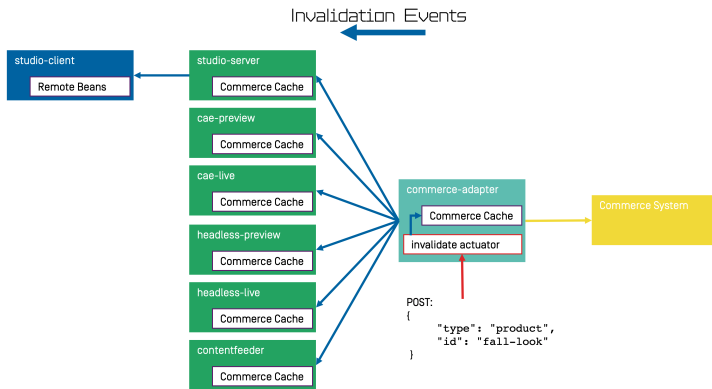 Invalidation Events
studio-client
Remote Beans
studio-server
Commerce Cache
cae-preview
Commerce Cache
cae-live
Commerce Cache
headless-preview
Commerce Cache
headless-live
Commerce Cache
contentfeeder
Commerce Cache
commerce-adapter
Commerce Cache
invalidate actuator
Commerce System
POST:
{
"type": "product",
"id": "fall-look"
}